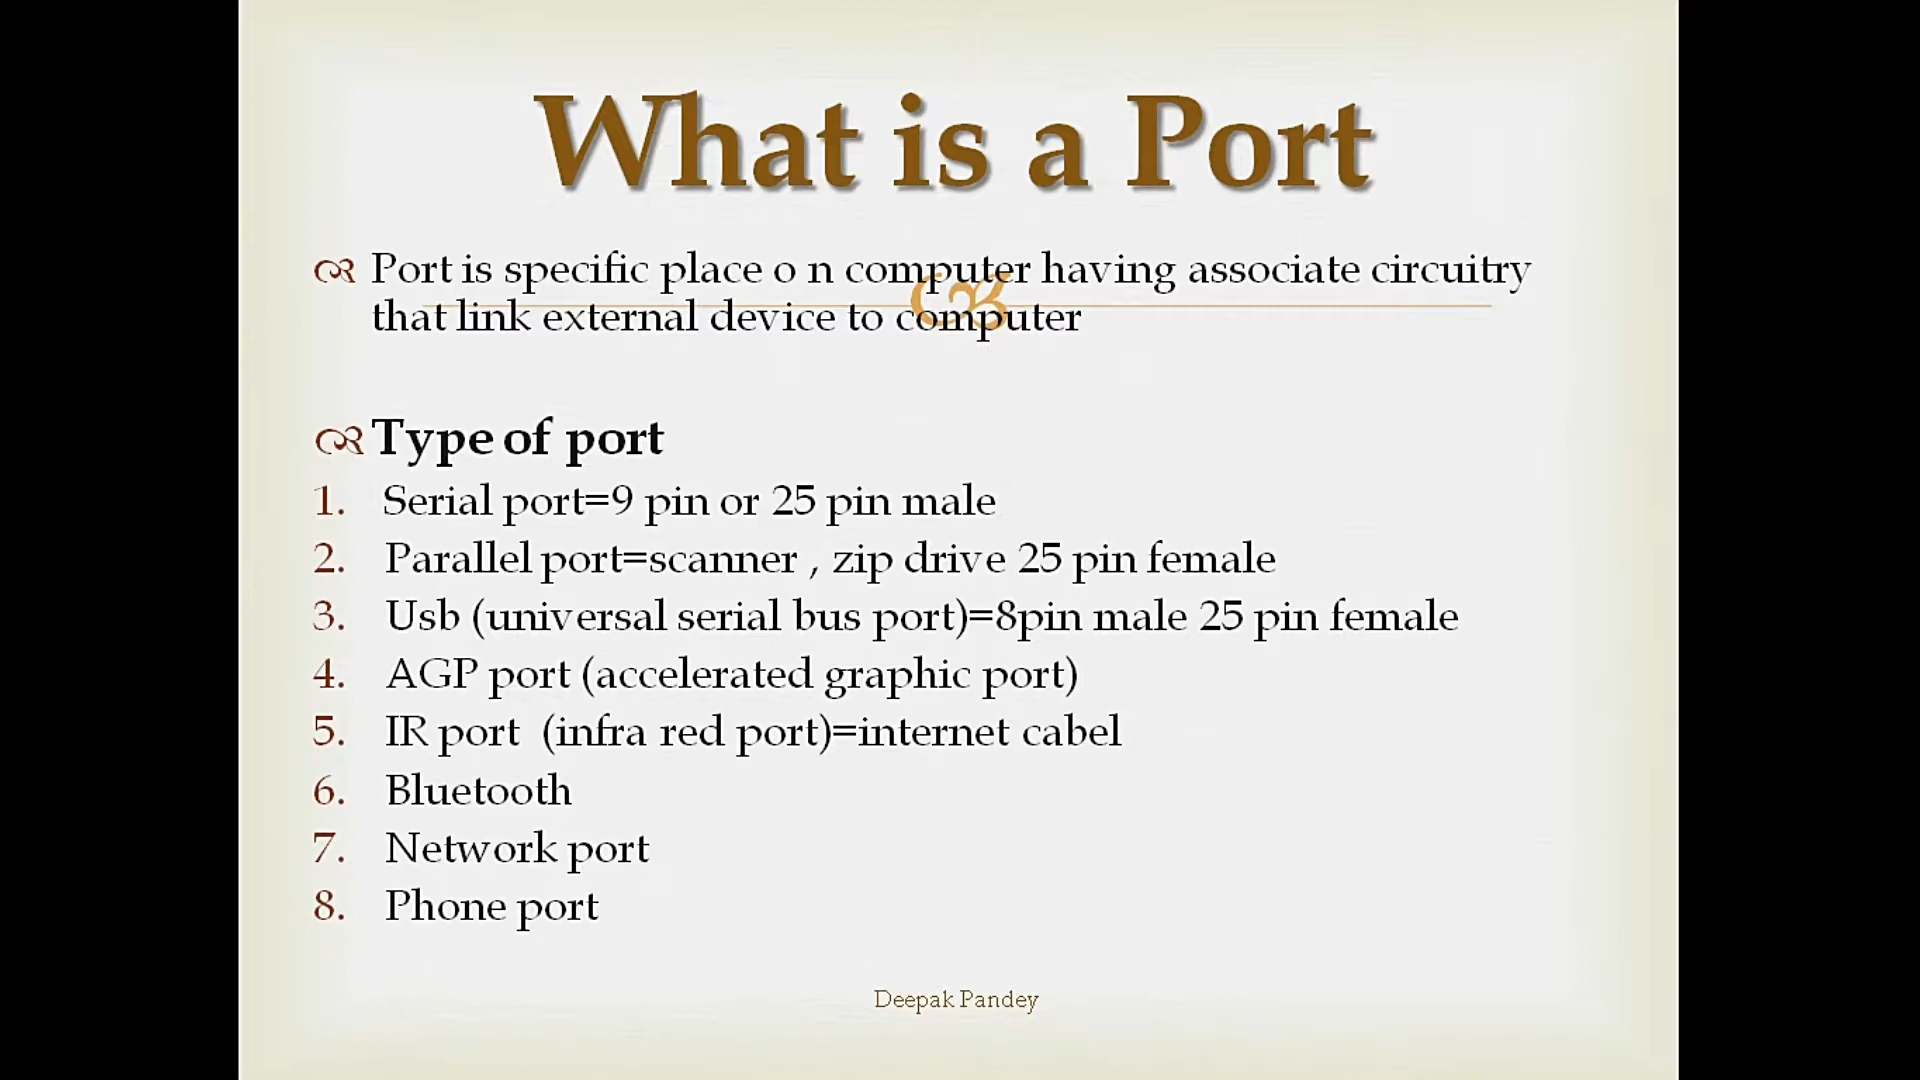 What is a Port
Port is specific place o n computer having associate circuitry
that link external device to computer
Type of port
1. Serial port=9 pin or 25 pin male
2. Parallel port=scanner , zip drive 25 pin female
3. Usb (universal serial bus port)=8pin male 25 pin female
4. AGP port (accelerated graphic port)
5. IR port (infra red port)=internet cabel
6. Bluetooth
7. Network port
8. Phone port
Deepak Pandey